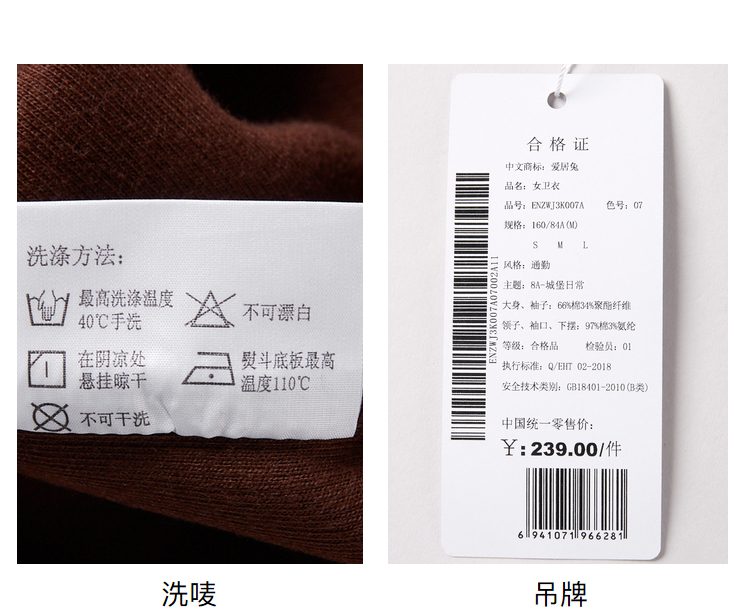 洗涤方法：
最高洗涤温度
40℃手洗
不可漂白
在阴凉处
悬挂晾干
熨斗底板最高
温度110℃
不可干洗
洗唛
合格证
中文商标：爱居兔
品名：女卫衣
品号：ENZWJ3K007A 色号：07
规格：160/84A(M)
S M L
风格：通勤
主题：8A-城堡日常
大身、袖子：66%棉34%聚酯纤维
领子、袖口、下摆：97%棉3%氨纶
等级：合格品 检验员：01
执行标准：Q/EHT 02-2018
安全技术类别：GB18401-2010(B类)
ENZWJ3K007A07002A11
中国统一零售价：
¥:239.00/件
6 941071 966281
吊牌